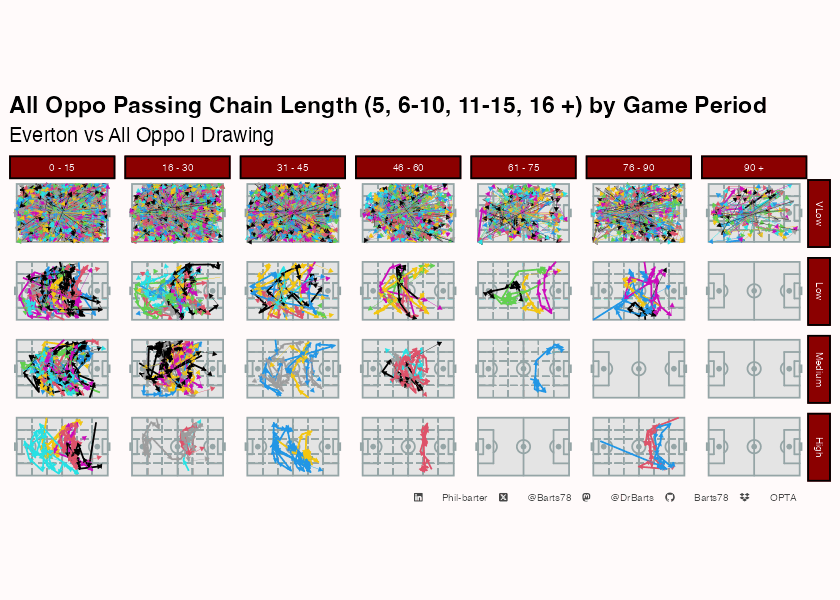 All Oppo Passing Chain Length (5, 6-10, 11-15, 16 +) by Game Period
Everton vs All Oppo | Drawing
0 - 15 16 - 30 31 - 45 46 - 60 61 - 75 76 - 90 90 +
VLow
Low
Medium
High
Phil-barter @Barts78 @DrBarts Barts78 OPTA